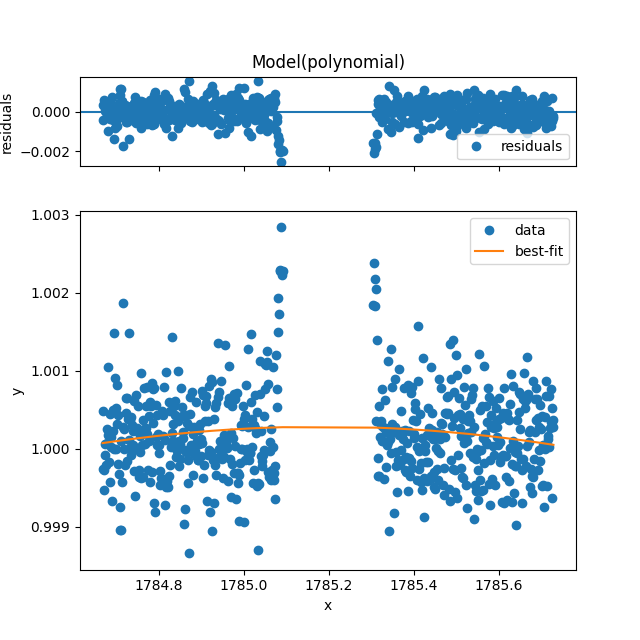 Model(polynomial)
residuals
0.000
−0.002
residuals
1.003
1.002
1.001
1.000
0.999
y
data
best-fit
1784.8 1785.0 1785.2 1785.4 1785.6
x